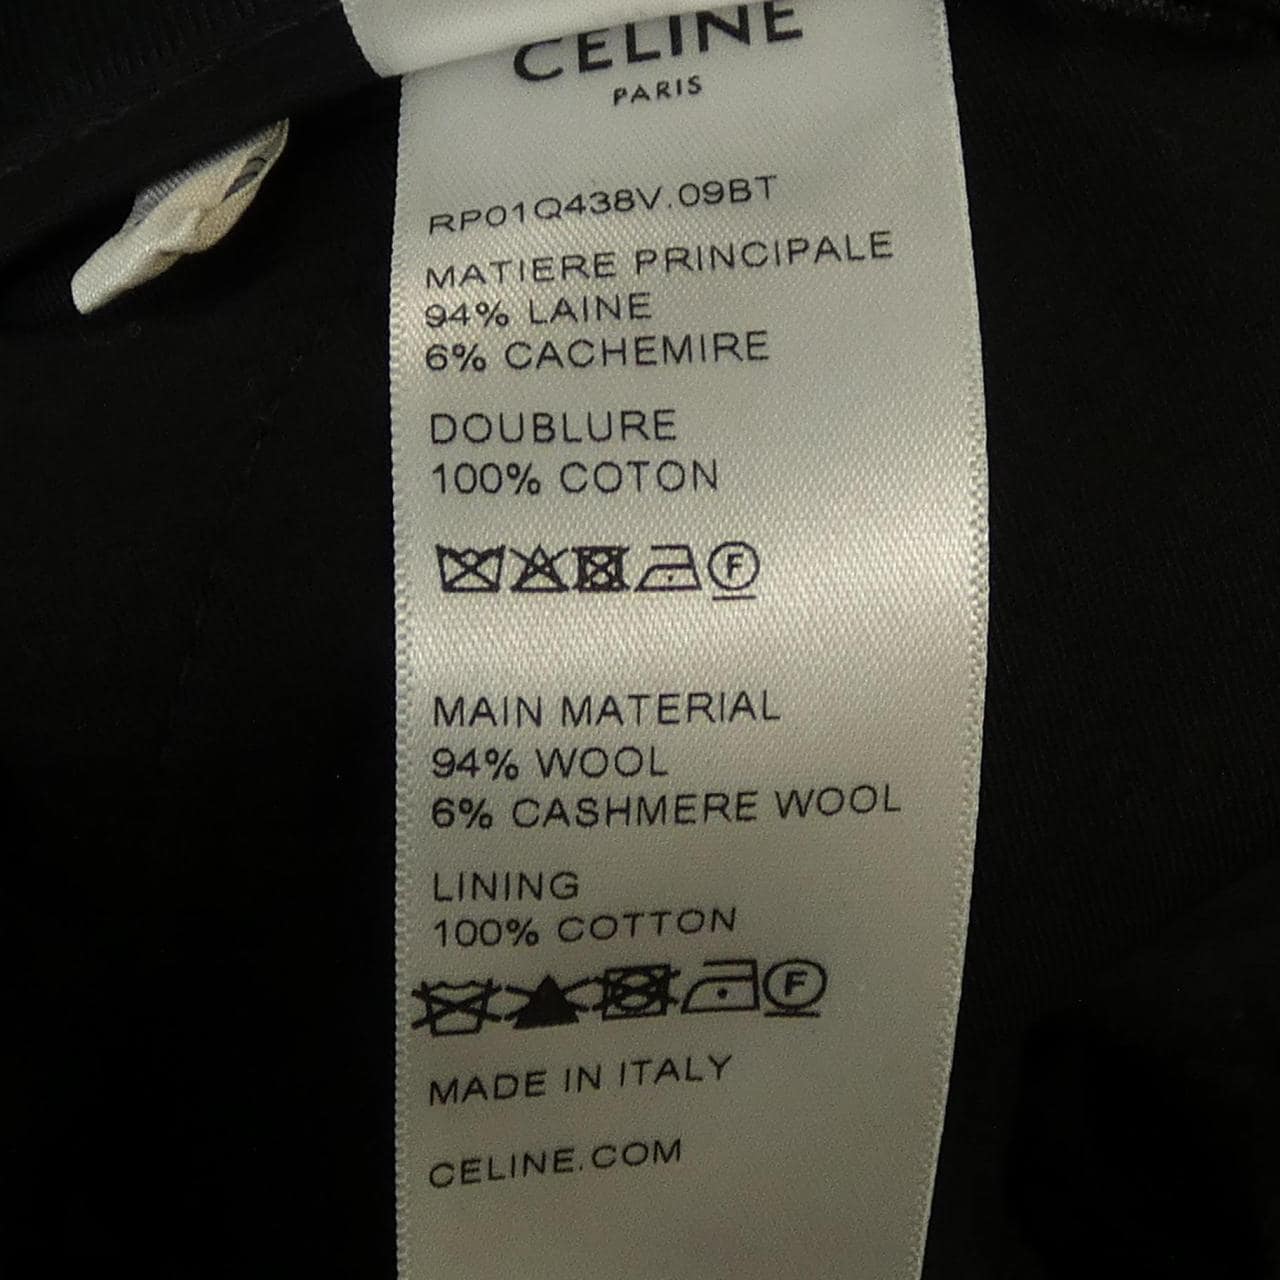 CELINE
PARIS
RP01Q438V.09BT
MATIERE PRINCIPALE
94% LAINE
6% CACHEMIRE
DOUBLURE
100% COTON
F
MAIN MATERIAL
94% WOOL
6% CASHMERE WOOL
LINING
100% COTTON
F
MADE IN ITALY
CELINE.COM